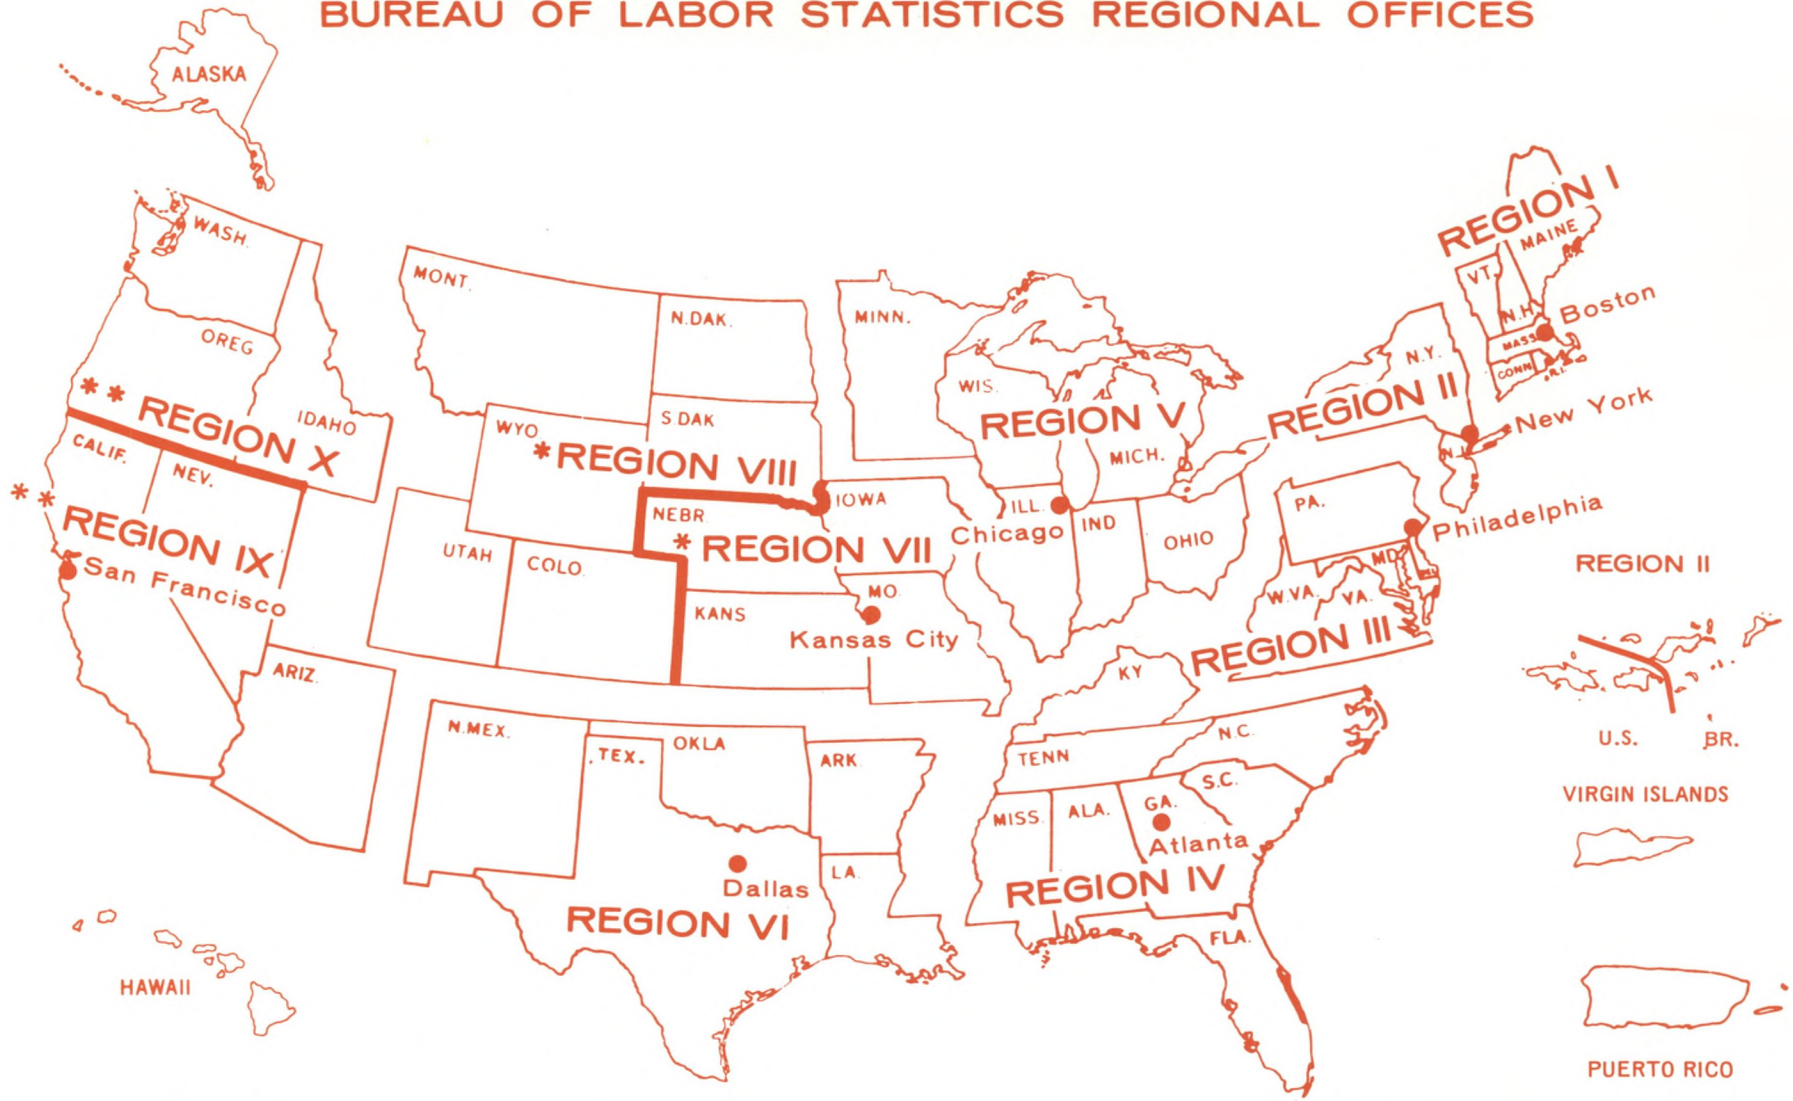 BUREAU OF LABOR STATISTICS REGIONAL OFFICES
ALASKA
WASH.
OREG
IDAHO
** REGION X
CALIF.
NEV.
** REGION IX
San Francisco
ARIZ.
HAWAII
MONT.
N.DAK.
S.DAK
WYO.
*REGION VIII
UTAH
COLO.
NEBR.
IOWA
* REGION VII
KANS
MO.
Kansas City
N.MEX.
TEX.
OKLA
ARK.
LA.
Dallas
REGION VI
MINN.
WIS.
REGION V
MICH.
ILL.
Chicago
IND
OHIO
KY
TENN
N.C.
S.C.
MISS.
ALA.
GA.
Atlanta
REGION IV
FLA.
REGION I
MAINE
VT.
N.H.
MASS
CONN
R.I.
Boston
N.Y.
REGION II
New York
N.J.
PA.
Philadelphia
MD.
W.VA.
VA.
REGION III
REGION II
U.S.
BR.
VIRGIN ISLANDS
PUERTO RICO